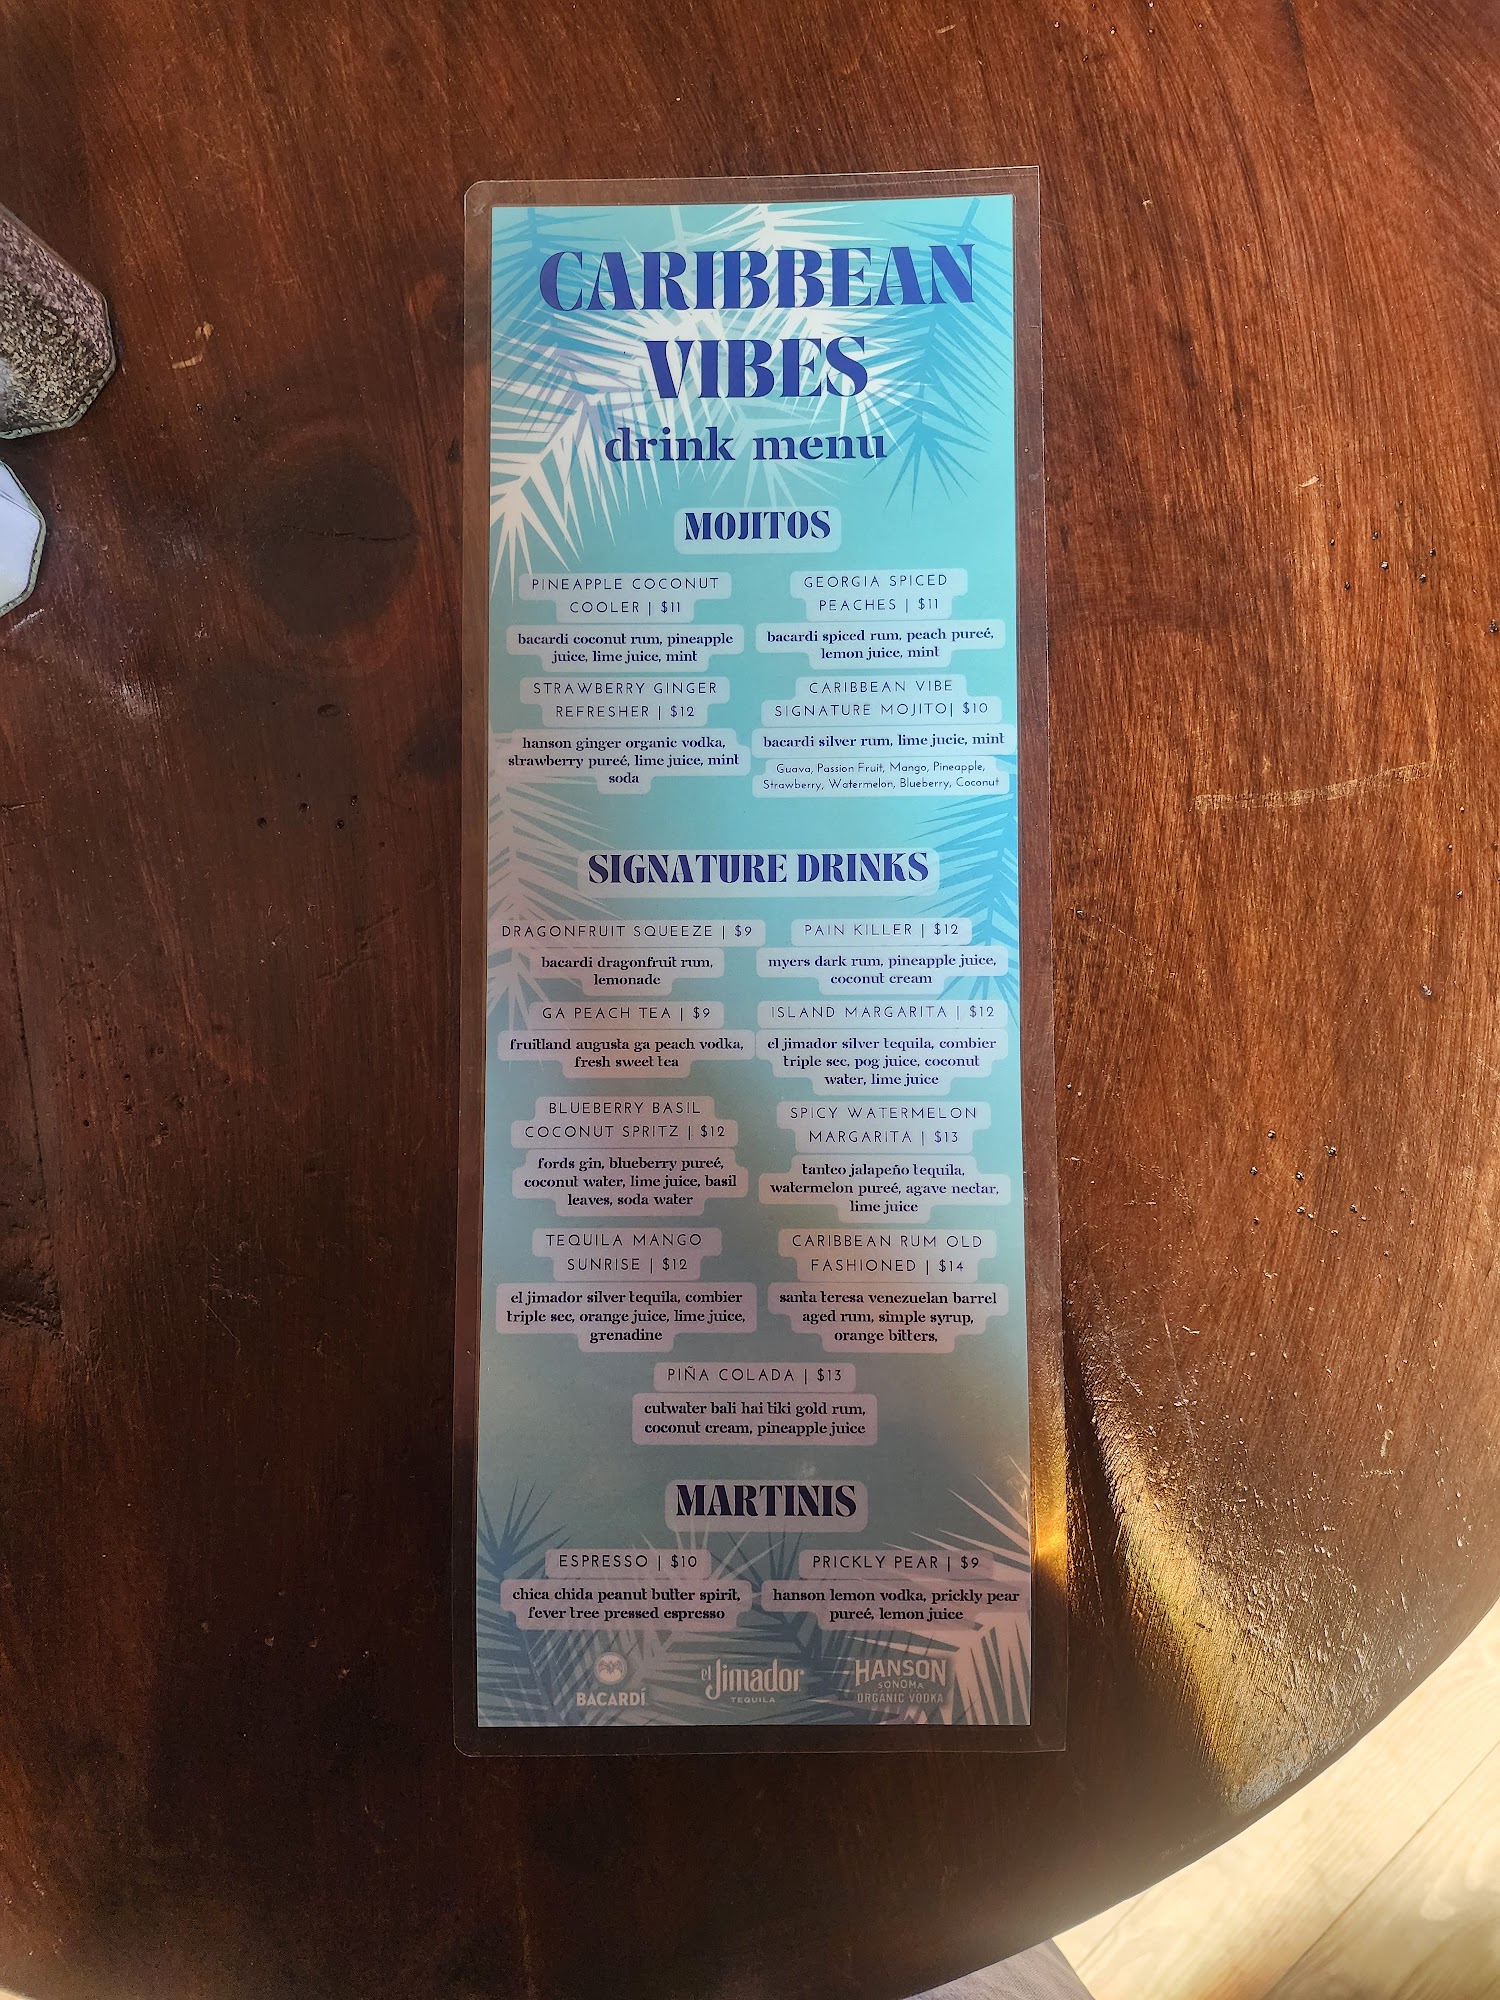 CARIBBEAN
VIBES
drink menu
MOJITOS
PINEAPPLE COCONUT
COOLER | $11
bacardi coconut rum, pineapple
juice, lime juice, mint
GEORGIA SPICED
PEACHES | $11
bacardi spiced rum, peach pureé,
lemon juice, mint
STRAWBERRY GINGER
REFRESHER | $12
hanson ginger organic vodka,
strawberry pureé, lime juice, mint
soda
CARIBBEAN VIBE
SIGNATURE MOJITO| $10
bacardi silver rum, lime jucie, mint
Guava, Passion Fruit, Mango, Pineapple,
Strawberry, Watermelon, Blueberry, Coconut
SIGNATURE DRINKS
DRAGONFRUIT SQUEEZE | $9
bacardi dragonfruit rum,
lemonade
PAIN KILLER | $12
myers dark rum, pineapple juice,
coconut cream
GA PEACH TEA | $9
fruitland augusta ga peach vodka,
fresh sweet tea
ISLAND MARGARITA | $12
el jimador silver tequila, combier
triple sec, pog juice, coconut
water, lime juice
BLUEBERRY BASIL
COCONUT SPRITZ | $12
fords gin, blueberry pureé,
coconut water, lime juice, basil
leaves, soda water
SPICY WATERMELON
MARGARITA | $13
tanteo jalapeño tequila,
watermelon pureé, agave nectar,
lime juice
TEQUILA MANGO
SUNRISE | $12
el jimador silver tequila, combier
triple sec, orange juice, lime juice,
grenadine
CARIBBEAN RUM OLD
FASHIONED | $14
santa teresa venezuelan barrel
aged rum, simple syrup,
orange bitters,
PIÑA COLADA | $13
cutwater bali hai tiki gold rum,
coconut cream, pineapple juice
MARTINIS
ESPRESSO | $10
chica chida peanut butter spirit,
fever tree pressed espresso
PRICKLY PEAR | $9
hanson lemon vodka, prickly pear
pureé, lemon juice
BACARDÍ
el Jimador
TEQUILA
HANSON
SONOMA
ORGANIC VODKA